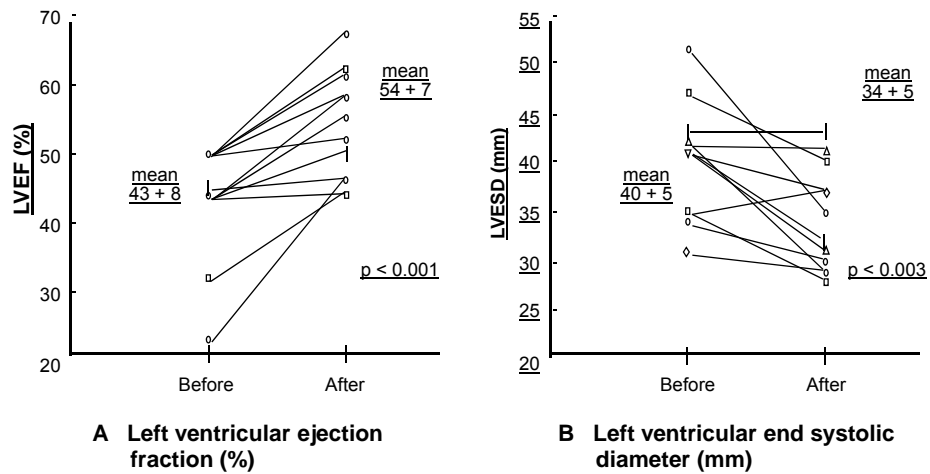 70
60
50
40
30
20
LVEF (%)
mean
43 + 8
mean
54 + 7
p < 0.001
Before
After
A Left ventricular ejection
fraction (%)
55
50
45
40
35
30
25
20
LVESD (mm)
mean
40 + 5
mean
34 + 5
p < 0.003
Before
After
B Left ventricular end systolic
diameter (mm)